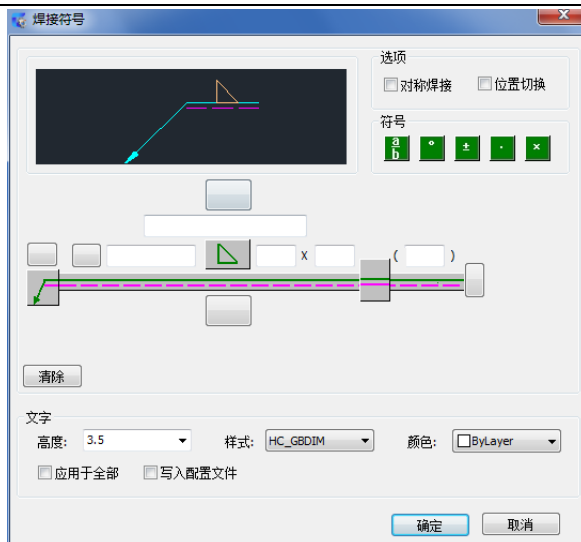 焊接符号
选项
对称焊接 位置切换
符号
a/b ° ± · ×
X ( )
清除
文字
高度: 3.5 样式: HC_GBDIM 颜色: ByLayer
应用于全部 写入配置文件
确定 取消